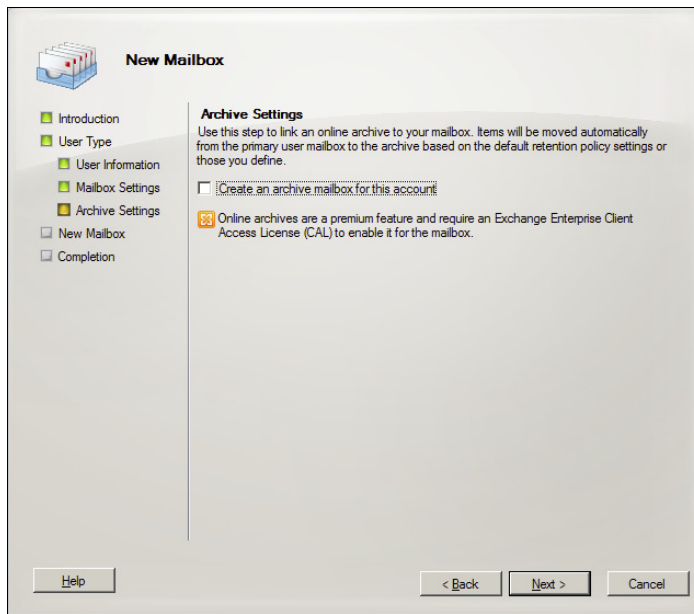 New Mailbox
Introduction
User Type
User Information
Mailbox Settings
Archive Settings
New Mailbox
Completion
Archive Settings
Use this step to link an online archive to your mailbox. Items will be moved automatically
from the primary user mailbox to the archive based on the default retention policy settings or
those you define.
Create an archive mailbox for this account
Online archives are a premium feature and require an Exchange Enterprise Client
Access License (CAL) to enable it for the mailbox.
Help
< Back
Next >
Cancel